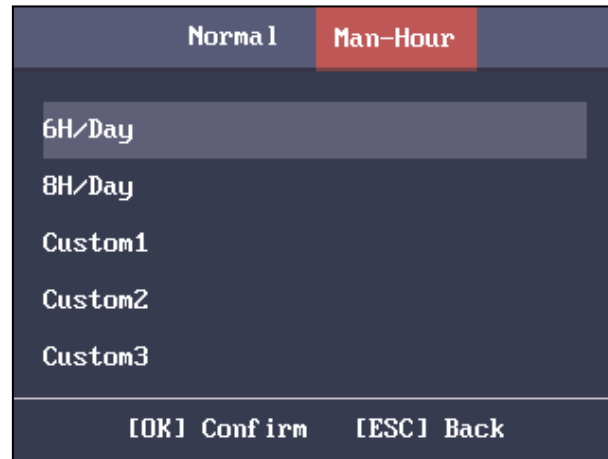 Normal Man-Hour
6H/Day
8H/Day
Custom1
Custom2
Custom3
[OK] Confirm [ESC] Back